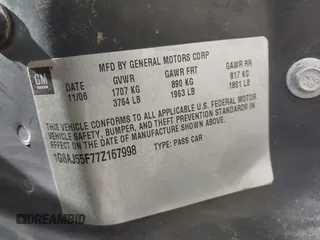 MFD BY GENERAL MOTORS CORP
GM
DATE GVWR GAWR FRT GAWR RR
11/06 1707 KG 890 KG 817 KG
3764 LB 1963 LB 1801 LB
THIS VEHICLE CONFORMS TO ALL APPLICABLE U.S. FEDERAL MOTOR
VEHICLE SAFETY, BUMPER, AND THEFT PREVENTION STANDARDS IN
EFFECT ON THE DATE OF MANUFACTURE SHOWN ABOVE.
1G8AJ55F77Z167998 TYPE: PASS CAR
DREAMBID